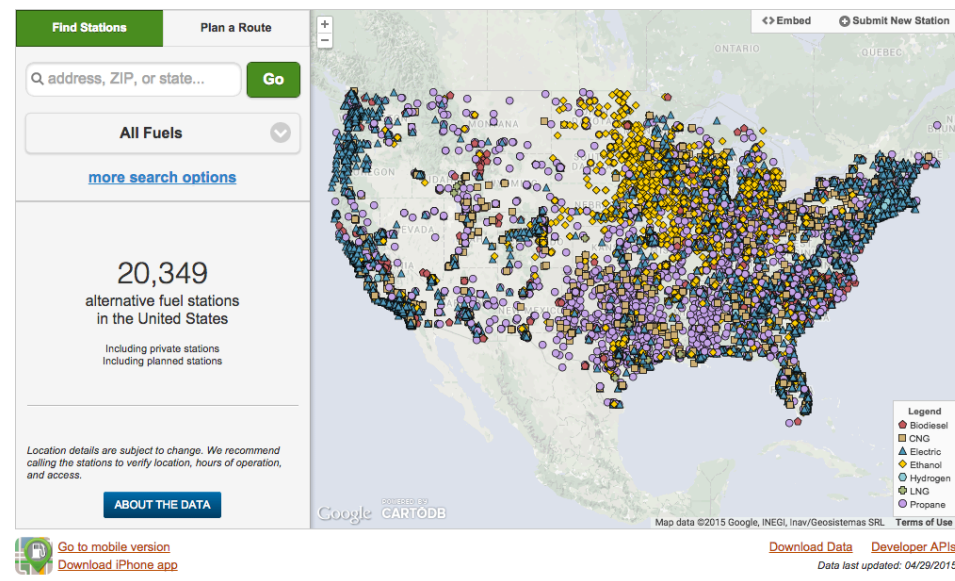 Find Stations
Plan a Route
address, ZIP, or state...
Go
All Fuels
more search options
20,349
alternative fuel stations
in the United States
Including private stations
Including planned stations
Location details are subject to change. We recommend
calling the stations to verify location, hours of operation,
and access.
ABOUT THE DATA
+
−
<> Embed
Submit New Station
ONTARIO
QUEBEC
MONTANA
NEVADA
NEW MEXICO
Legend
Biodiesel
CNG
Electric
Ethanol
Hydrogen
LNG
Propane
Google
POWERED BY
CARTODB
Map data ©2015 Google, INEGI, Inav/Geosistemas SRL
Terms of Use
Go to mobile version
Download iPhone app
Download Data
Developer APIs
Data last updated: 04/29/2015